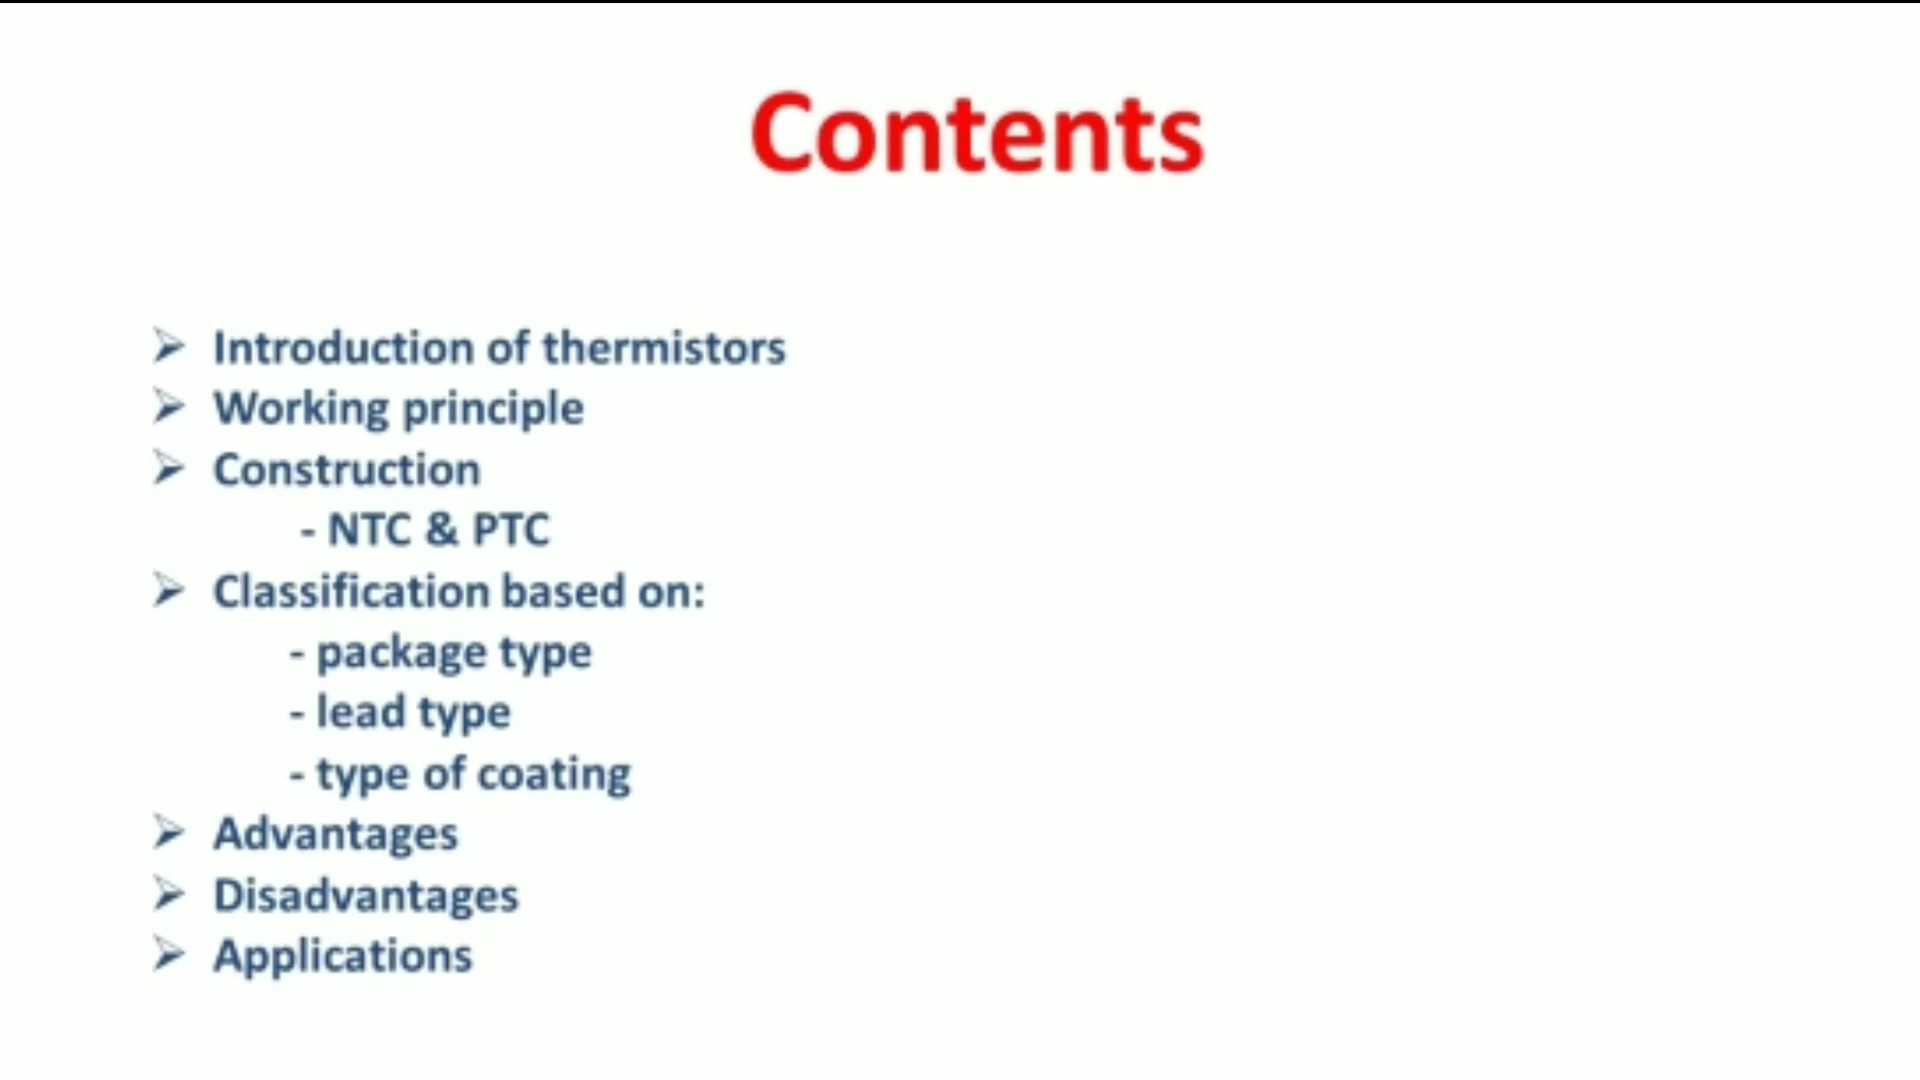 Contents
➢ Introduction of thermistors
➢ Working principle
➢ Construction
- NTC & PTC
➢ Classification based on:
- package type
- lead type
- type of coating
➢ Advantages
➢ Disadvantages
➢ Applications